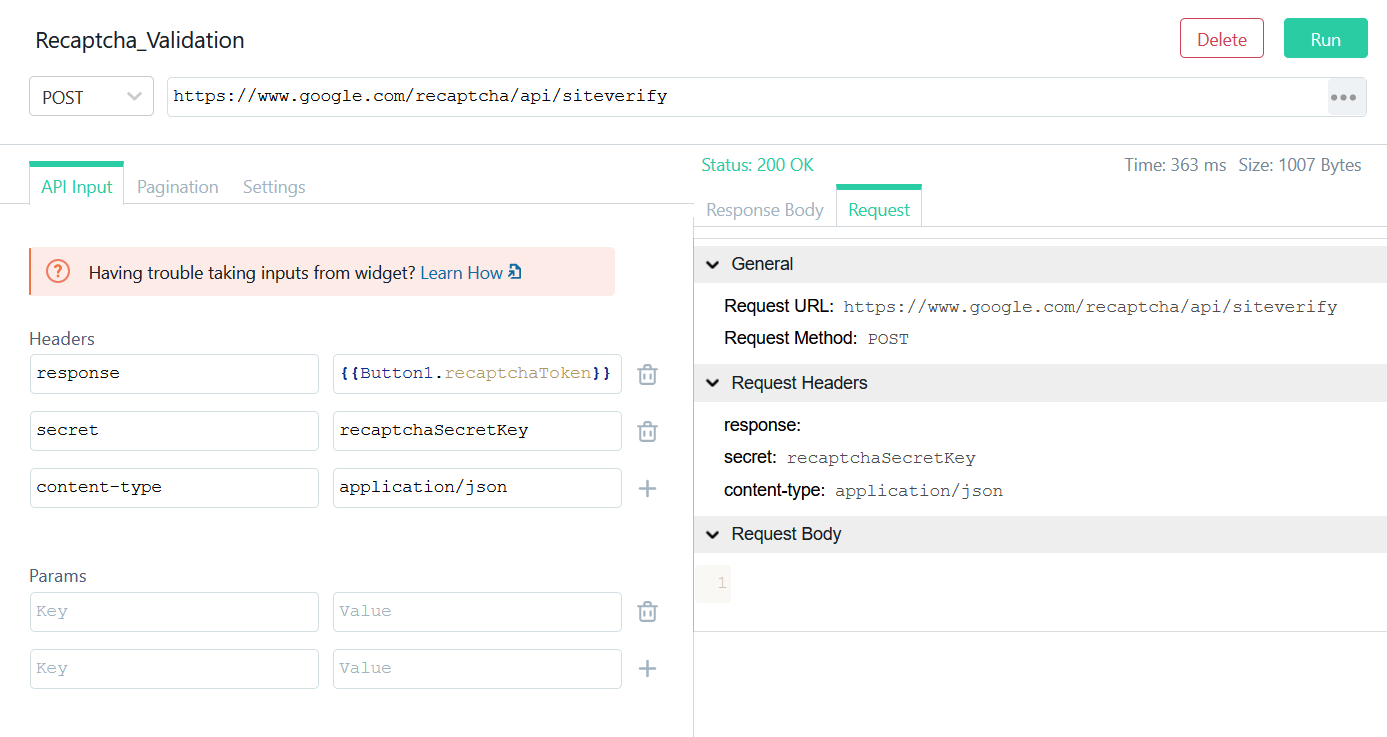 Recaptcha_Validation
Delete
Run
POST
https://www.google.com/recaptcha/api/siteverify
API Input
Pagination
Settings
Having trouble taking inputs from widget? Learn How
Headers
response
{{Button1.recaptchaToken}}
secret
recaptchaSecretKey
content-type
application/json
Params
Key
Value
Key
Value
Status: 200 OK
Time: 363 ms
Size: 1007 Bytes
Response Body
Request
General
Request URL: https://www.google.com/recaptcha/api/siteverify
Request Method: POST
Request Headers
response:
secret: recaptchaSecretKey
content-type: application/json
Request Body
1